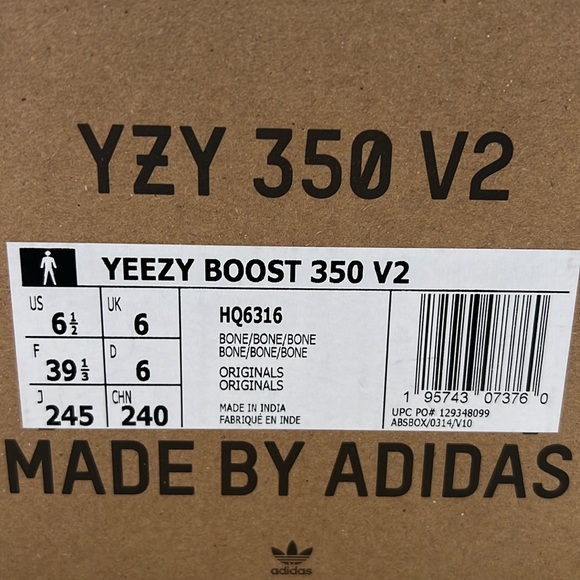 YZY 350 V2
YEEZY BOOST 350 V2
US 6½
UK 6
F 39⅓
D 6
J 245
CHN 240
HQ6316
BONE/BONE/BONE
BONE/BONE/BONE
ORIGINALS
ORIGINALS
MADE IN INDIA
FABRIQUÉ EN INDE
1 95743 07376 0
UPC PO# 129348099
ABSBOX/0314/V10
MADE BY ADIDAS
adidas